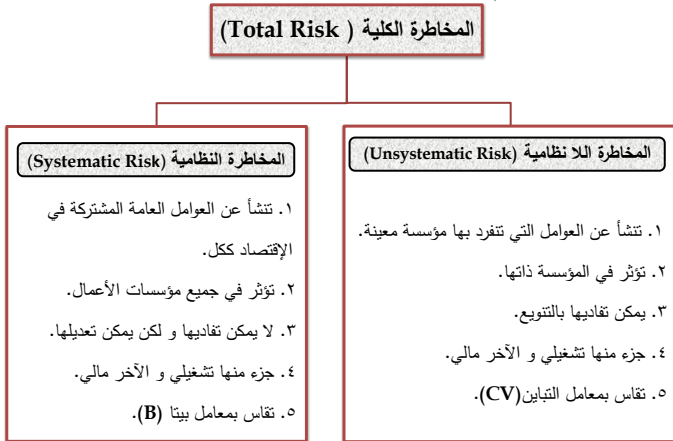 المخاطرة الكلية ( Total Risk)
المخاطرة اللا نظامية (Unsystematic Risk)
١. تنشأ عن العوامل التي تتفرد بها مؤسسة معينة.
٢. تؤثر في المؤسسة ذاتها.
٣. يمكن تفاديها بالتنويع.
٤. جزء منها تشغيلي و الآخر مالي.
٥. تقاس بمعامل التباين(CV).
المخاطرة النظامية (Systematic Risk)
١. تنشأ عن العوامل العامة المشتركة في
الإقتصاد ككل.
٢. تؤثر في جميع مؤسسات الأعمال.
٣. لا يمكن تفاديها و لكن يمكن تعديلها.
٤. جزء منها تشغيلي و الآخر مالي.
٥. تقاس بمعامل بيتا (B).